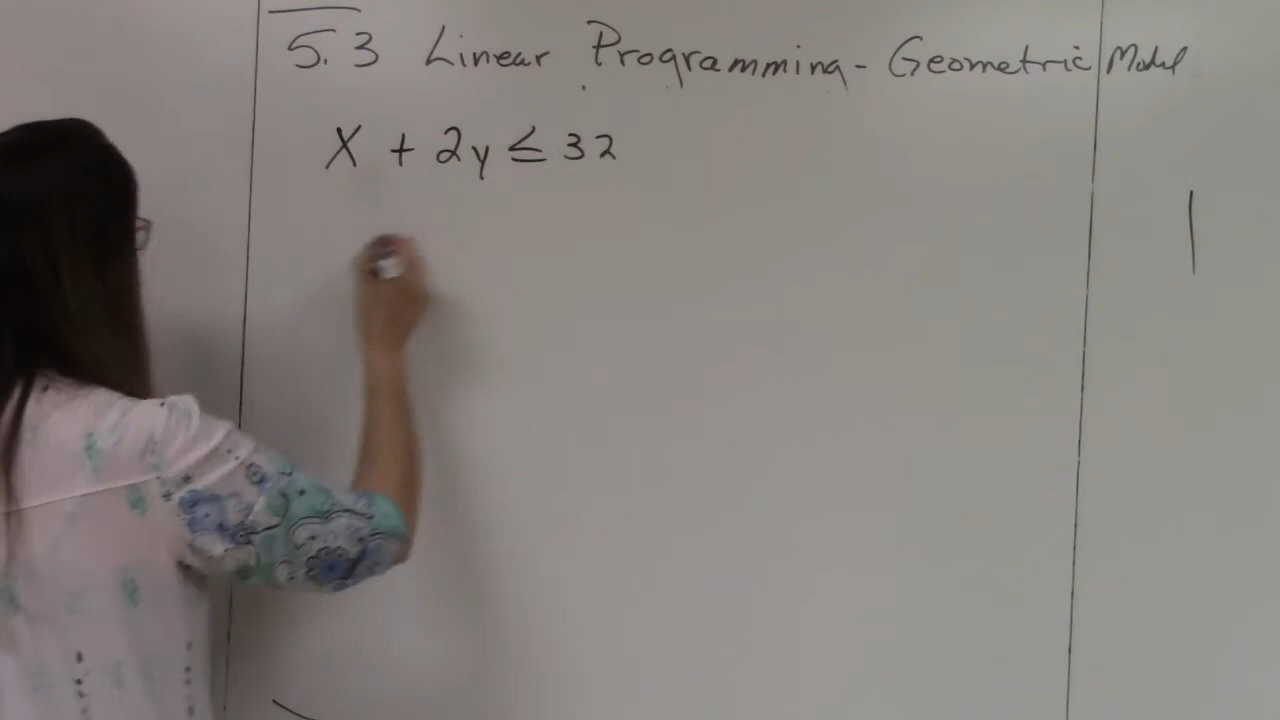 5.3 Linear Programming - Geometric Model
x + 2y ≤ 32